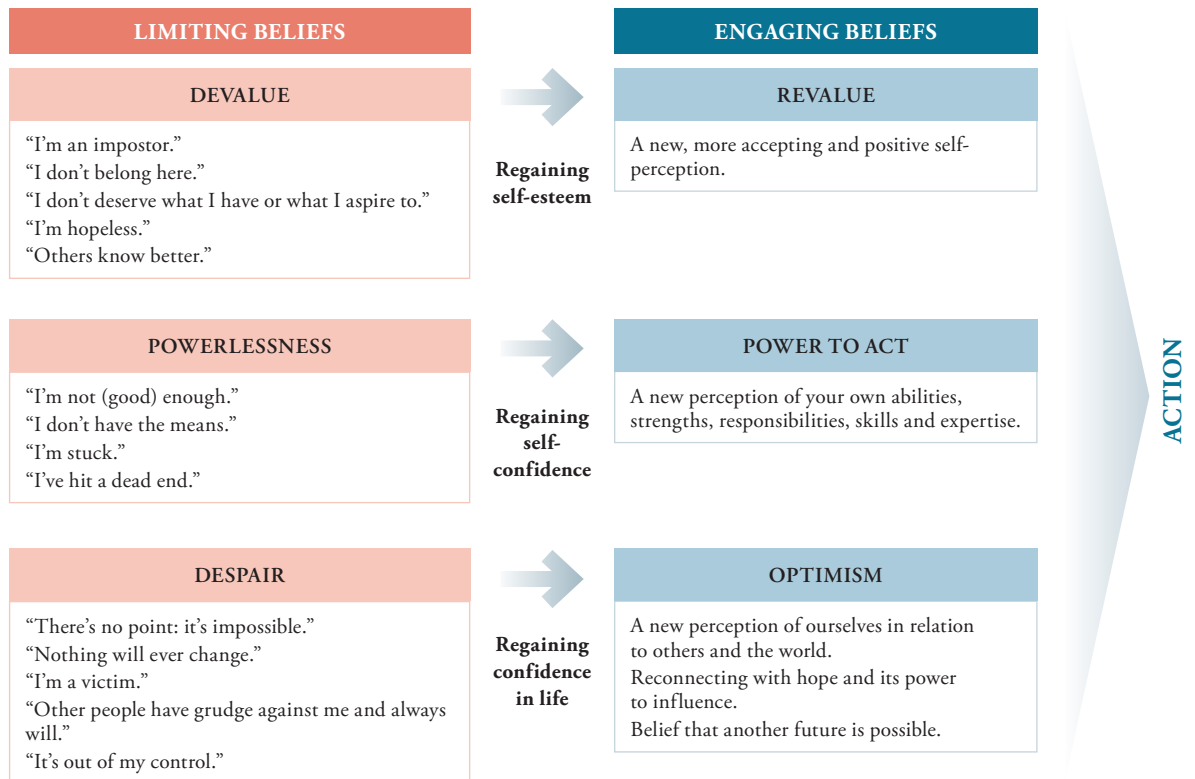 LIMITING BELIEFS
ENGAGING BELIEFS
DEVALUE
“I’m an impostor.”
“I don’t belong here.”
“I don’t deserve what I have or what I aspire to.”
“I’m hopeless.”
“Others know better.”
Regaining
self-esteem
REVALUE
A new, more accepting and positive self-
perception.
POWERLESSNESS
“I’m not (good) enough.”
“I don’t have the means.”
“I’m stuck.”
“I’ve hit a dead end.”
Regaining
self-
confidence
POWER TO ACT
A new perception of your own abilities,
strengths, responsibilities, skills and expertise.
DESPAIR
“There’s no point: it’s impossible.”
“Nothing will ever change.”
“I’m a victim.”
“Other people have grudge against me and always
will.”
“It’s out of my control.”
Regaining
confidence
in life
OPTIMISM
A new perception of ourselves in relation
to others and the world.
Reconnecting with hope and its power
to influence.
Belief that another future is possible.
ACTION